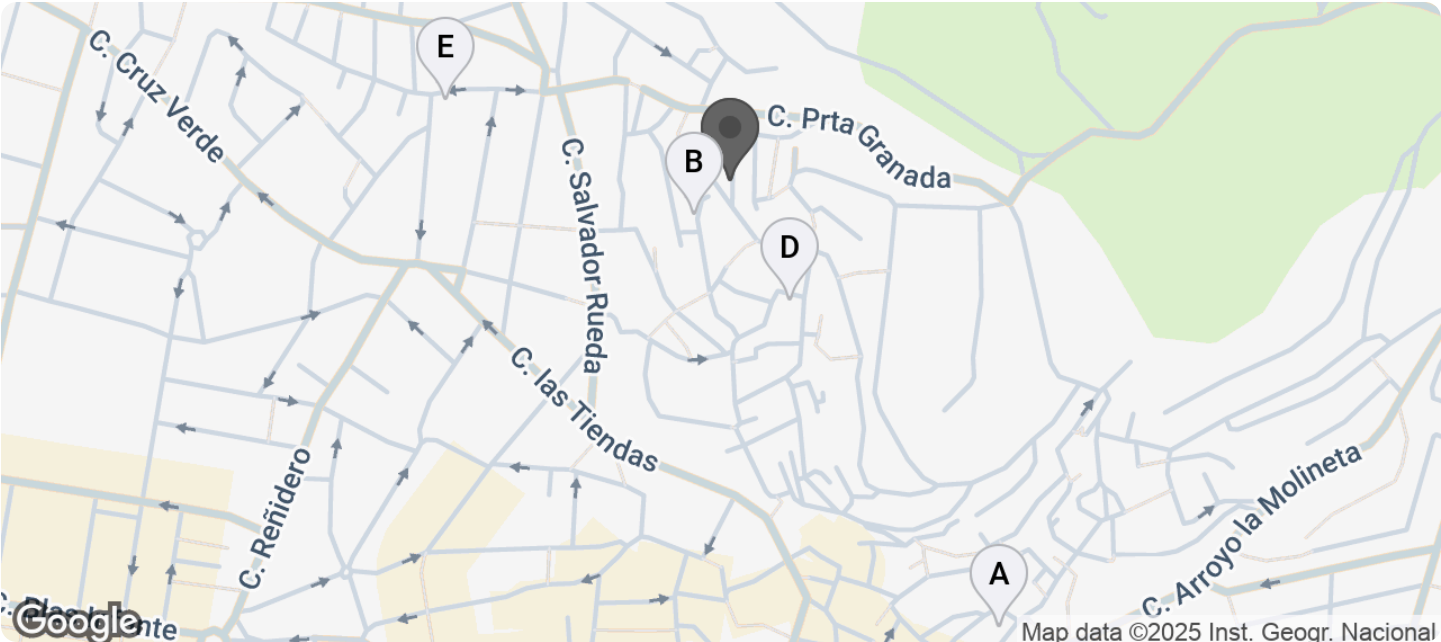 E
C. Cruz Verde
C. Prta Granada
B
C. Salvador Rueda
D
C. las Tiendas
C. Reñidero
C. Arroyo la Molineta
A
Google
Map data ©2025 Inst. Geogr. Nacional